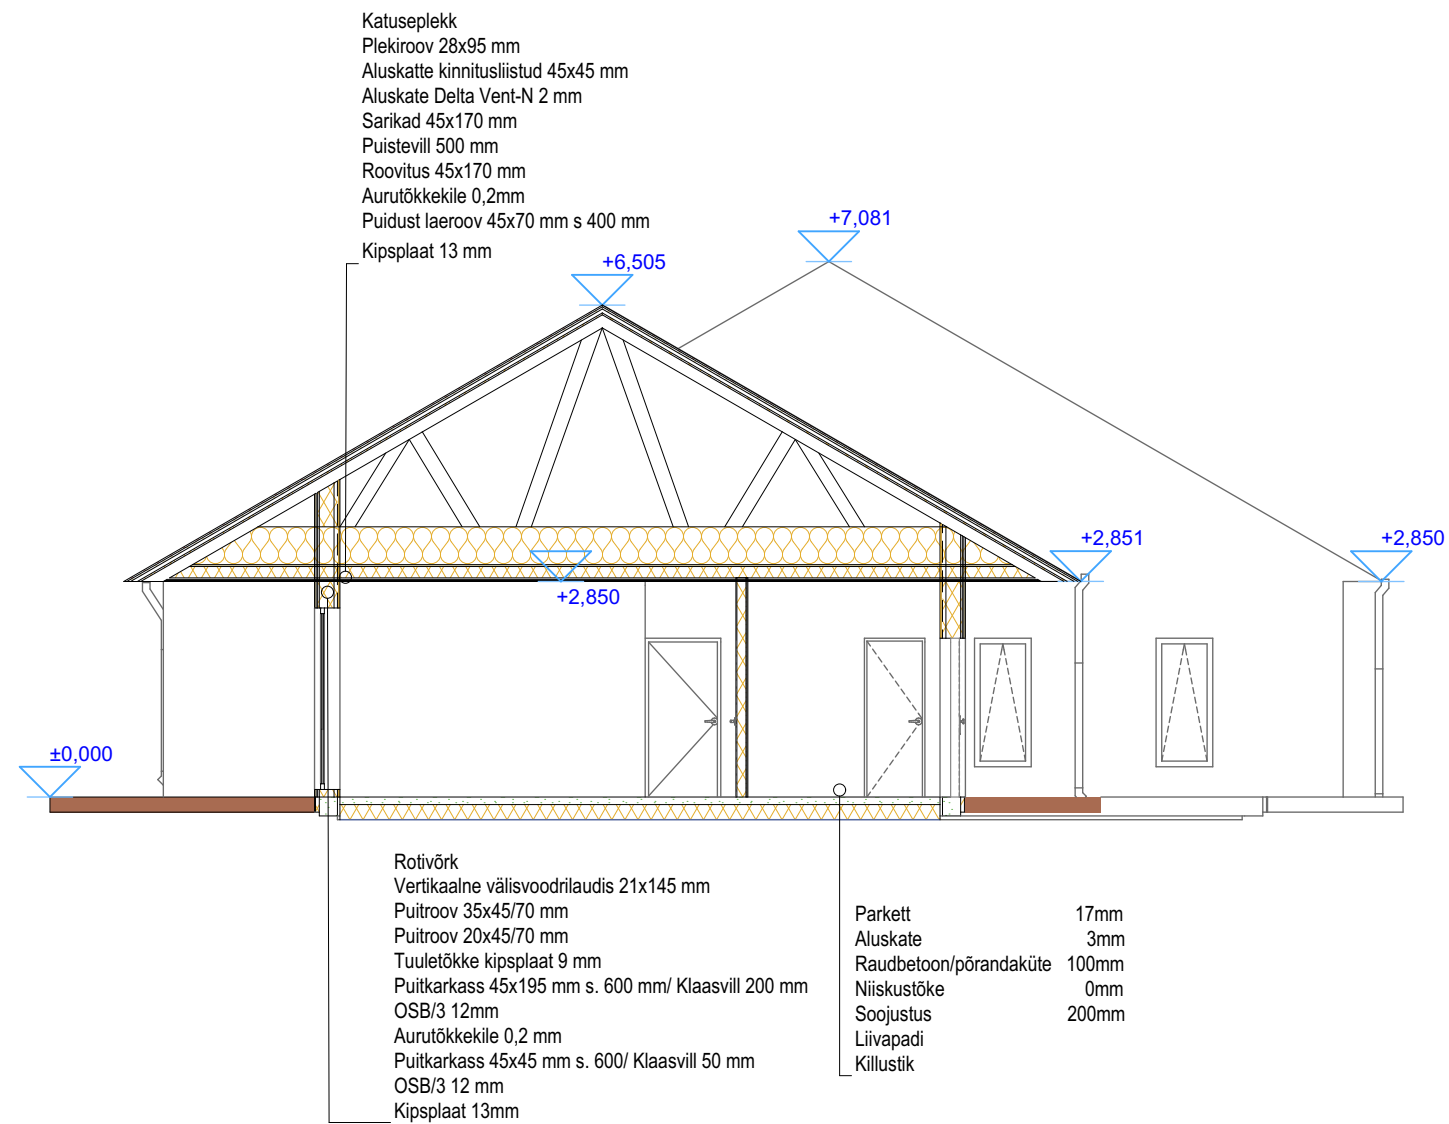 Katuseplekk
Plekiroov 28x95 mm
Aluskatte kinnitusliistud 45x45 mm
Aluskate Delta Vent-N 2 mm
Sarikad 45x170 mm
Puistevill 500 mm
Roovitus 45x170 mm
Aurutõkkekile 0,2mm
Puidust laeroov 45x70 mm s 400 mm
Kipsplaat 13 mm
+7,081
+6,505
+2,851
+2,850
+2,850
±0,000
Rotivõrk
Vertikaalne välisvoodrilaudis 21x145 mm
Puitroov 35x45/70 mm
Puitroov 20x45/70 mm
Tuuletõkke kipsplaat 9 mm
Puitkarkass 45x195 mm s. 600 mm/ Klaasvill 200 mm
OSB/3 12mm
Aurutõkkekile 0,2 mm
Puitkarkass 45x45 mm s. 600/ Klaasvill 50 mm
OSB/3 12 mm
Kipsplaat 13mm
Parkett 17mm
Aluskate 3mm
Raudbetoon/põrandaküte 100mm
Niiskustõke 0mm
Soojustus 200mm
Liivapadi
Killustik